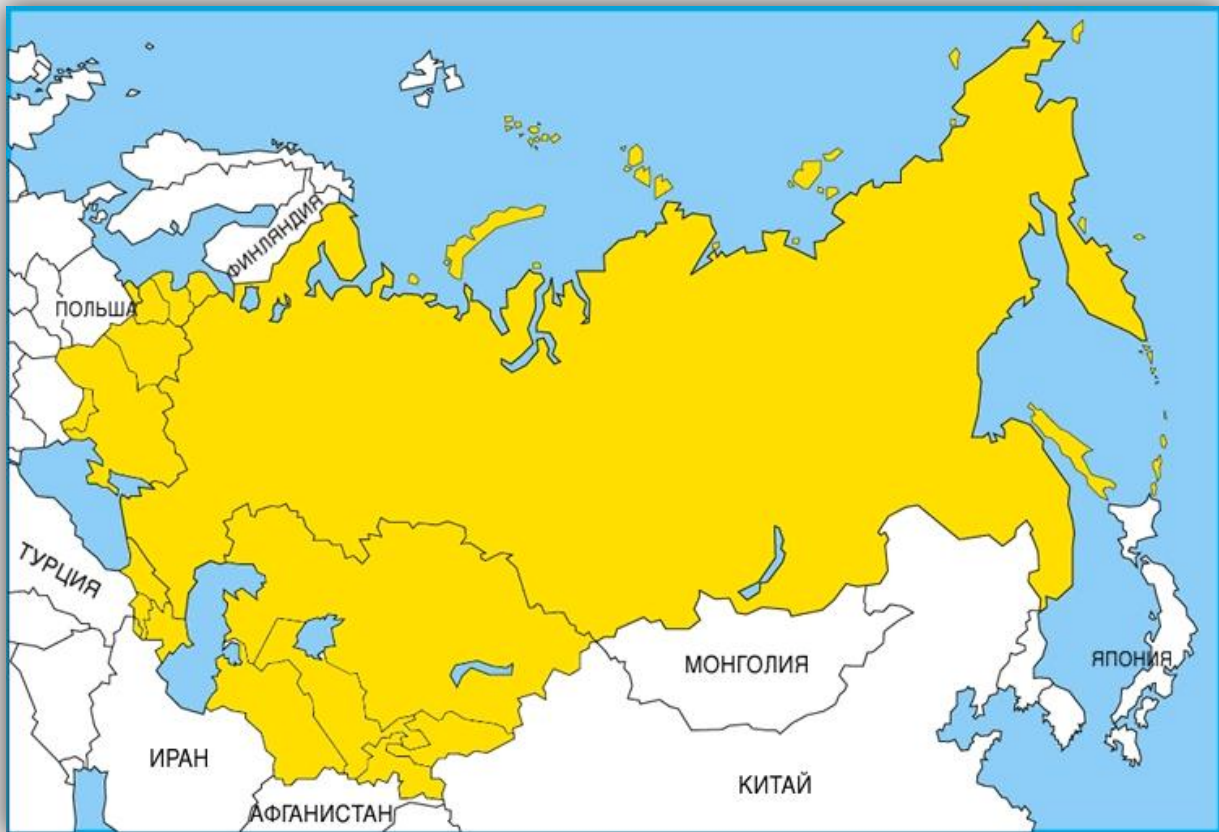 ФИНЛЯНДИЯ
ПОЛЬША
ТУРЦИЯ
МОНГОЛИЯ
ЯПОНИЯ
ИРАН
КИТАЙ
АФГАНИСТАН